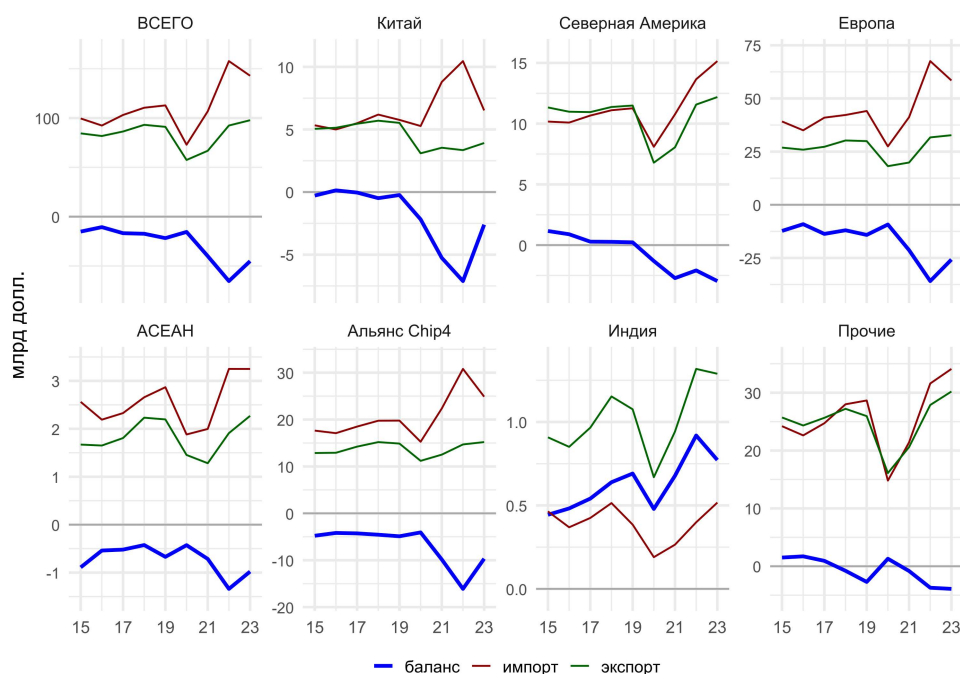 ВСЕГО
Китай
Северная Америка
Европа
100
0
10
5
0
-5
15
10
5
0
75
50
25
0
-25
млрд долл.
АСЕАН
Альянс Chip4
Индия
Прочие
3
2
1
0
-1
30
20
10
0
-10
-20
1.0
0.5
0.0
30
20
10
0
15 17 19 21 23
15 17 19 21 23
15 17 19 21 23
15 17 19 21 23
баланс импорт экспорт